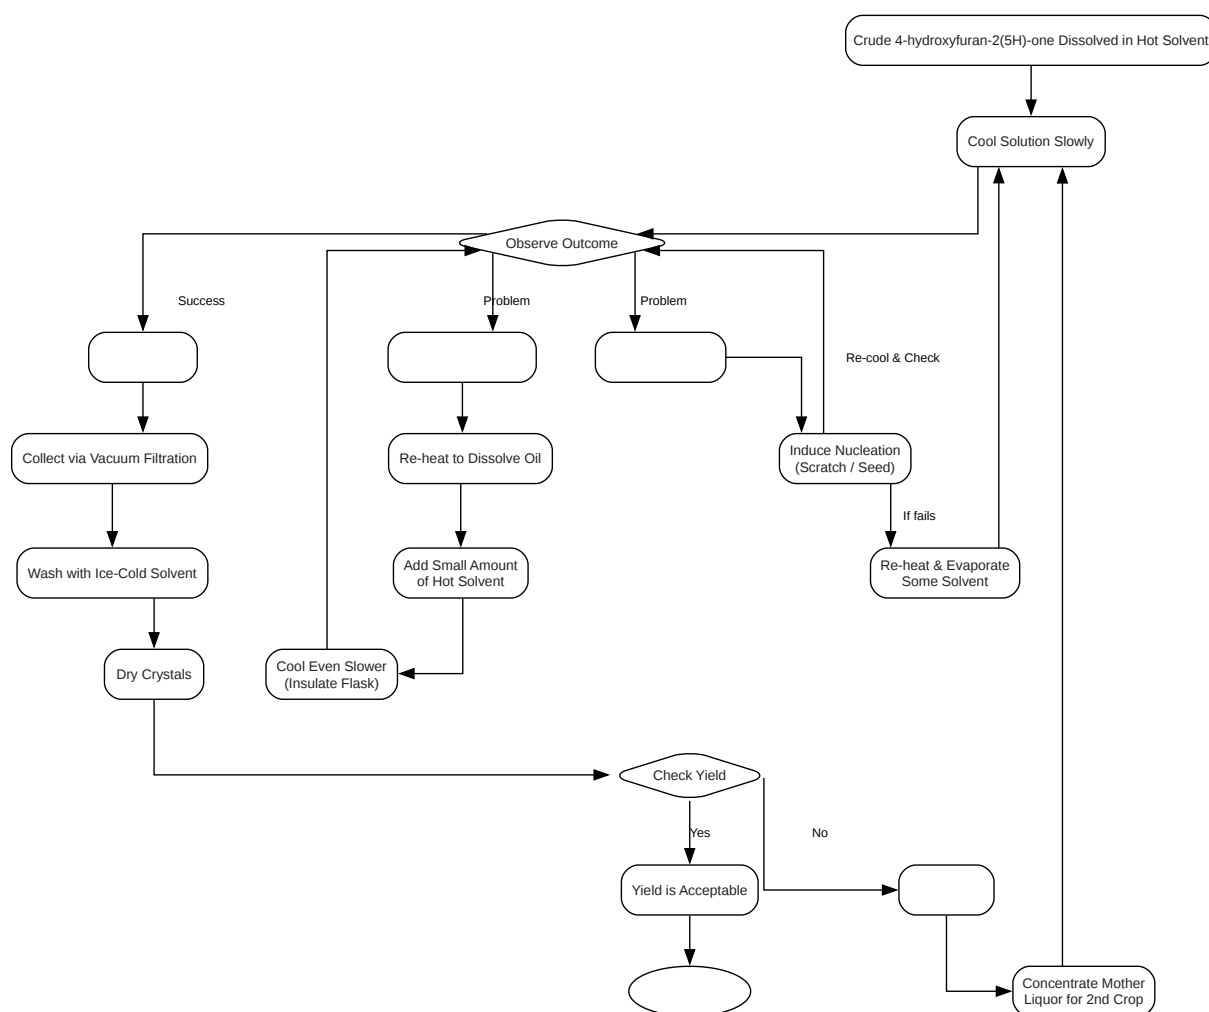 Crude 4-hydroxyfuran-2(5H)-one Dissolved in Hot Solvent
Cool Solution Slowly
Observe Outcome
Success
Problem
Problem
Re-cool & Check
Collect via Vacuum Filtration
Re-heat to Dissolve Oil
Induce Nucleation
(Scratch / Seed)
If fails
Wash with Ice-Cold Solvent
Add Small Amount
of Hot Solvent
Re-heat & Evaporate
Some Solvent
Dry Crystals
Cool Even Slower
(Insulate Flask)
Check Yield
Yes
No
Yield is Acceptable
Concentrate Mother
Liquor for 2nd Crop